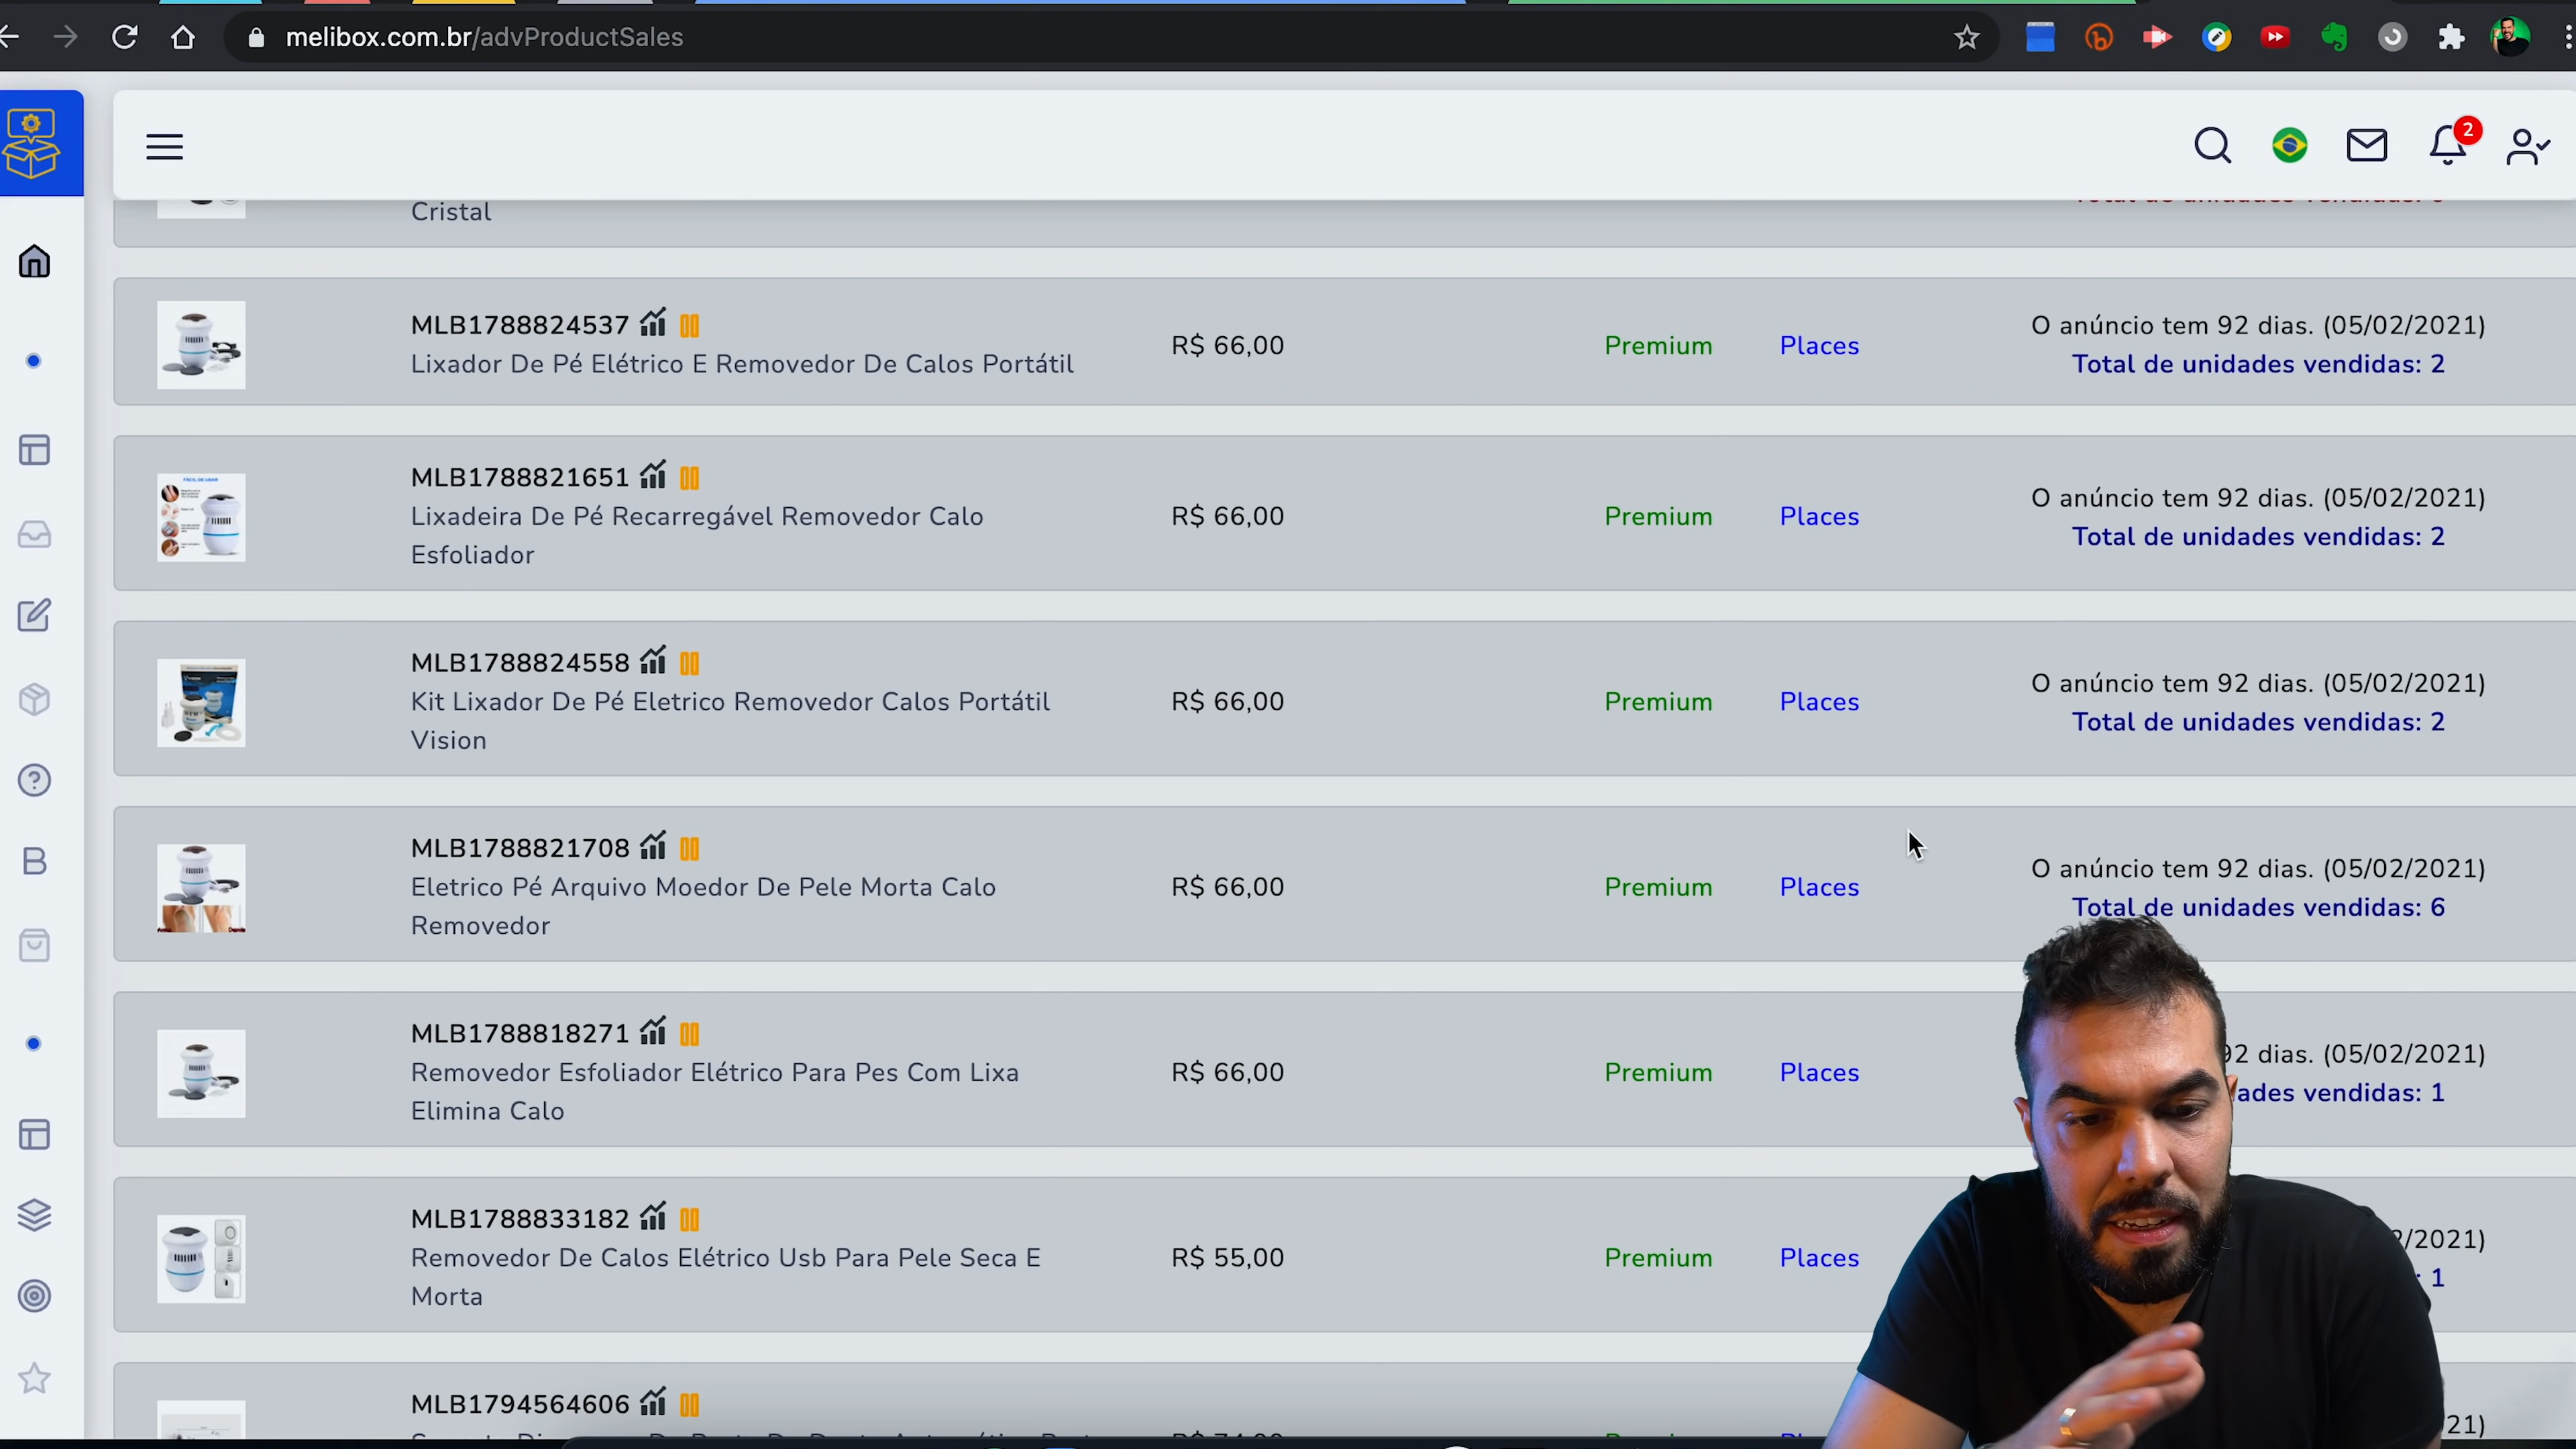 melibox.com.br/advProductSales
2
Cristal
MLB1788824537
Lixador De Pé Elétrico E Removedor De Calos Portátil
R$ 66,00
Premium
Places
O anúncio tem 92 dias. (05/02/2021)
Total de unidades vendidas: 2
MLB1788821651
Lixadeira De Pé Recarregável Removedor Calo
Esfoliador
R$ 66,00
Premium
Places
O anúncio tem 92 dias. (05/02/2021)
Total de unidades vendidas: 2
MLB1788824558
Kit Lixador De Pé Eletrico Removedor Calos Portátil
Vision
R$ 66,00
Premium
Places
O anúncio tem 92 dias. (05/02/2021)
Total de unidades vendidas: 2
MLB1788821708
Eletrico Pé Arquivo Moedor De Pele Morta Calo
Removedor
R$ 66,00
Premium
Places
O anúncio tem 92 dias. (05/02/2021)
Total de unidades vendidas: 6
MLB1788818271
Removedor Esfoliador Elétrico Para Pes Com Lixa
Elimina Calo
R$ 66,00
Premium
Places
92 dias. (05/02/2021)
ades vendidas: 1
MLB1788833182
Removedor De Calos Elétrico Usb Para Pele Seca E
Morta
R$ 55,00
Premium
Places
/2021)
: 1
MLB1794564606
21)